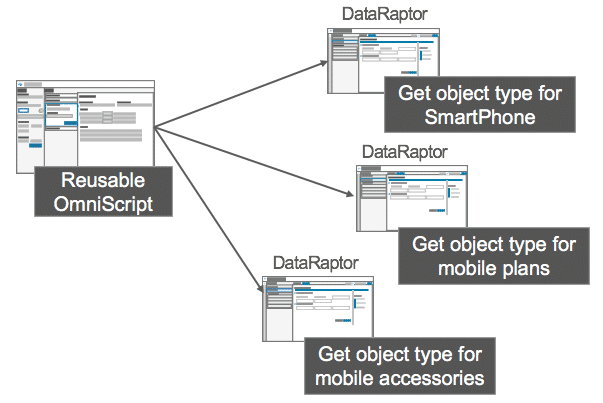 DataRaptor
Get object type for
SmartPhone
Reusable
OmniScript
DataRaptor
Get object type for
mobile plans
DataRaptor
Get object type for
mobile accessories